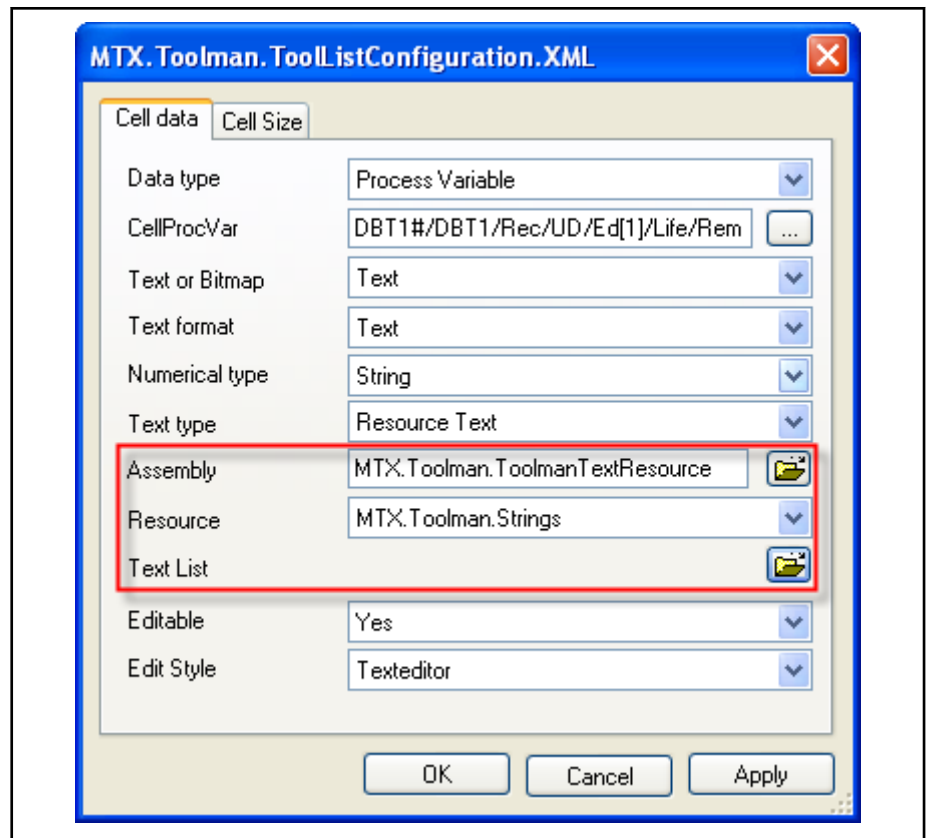 MTX.Toolman.ToolListConfiguration.XML
Cell data Cell Size
Data type Process Variable
CellProcVar DBT1#/DBT1/Rec/UD/Ed[1]/Life/Rem ...
Text or Bitmap Text
Text format Text
Numerical type String
Text type Resource Text
Assembly MTX.Toolman.ToolmanTextResource
Resource MTX.Toolman.Strings
Text List
Editable Yes
Edit Style Texteditor
OK Cancel Apply